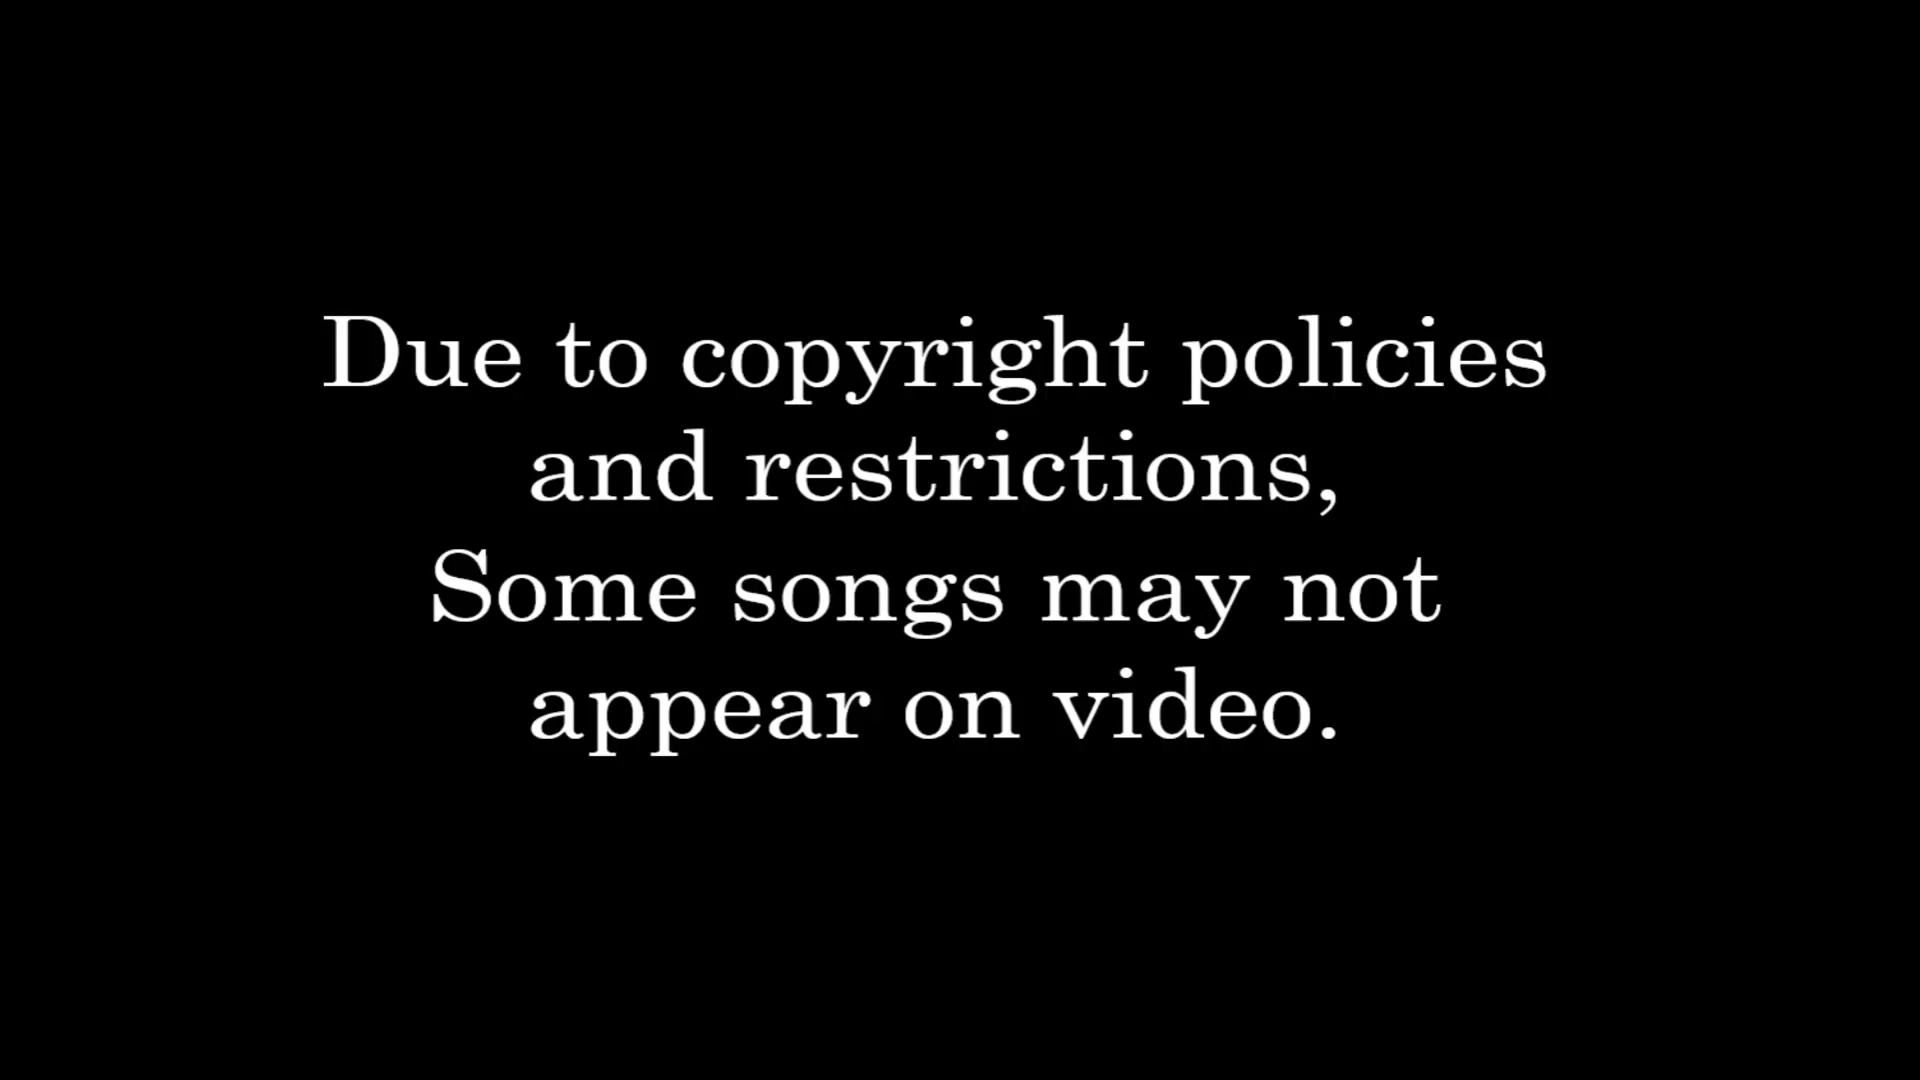 Due to copyright policies
and restrictions,
Some songs may not
appear on video.